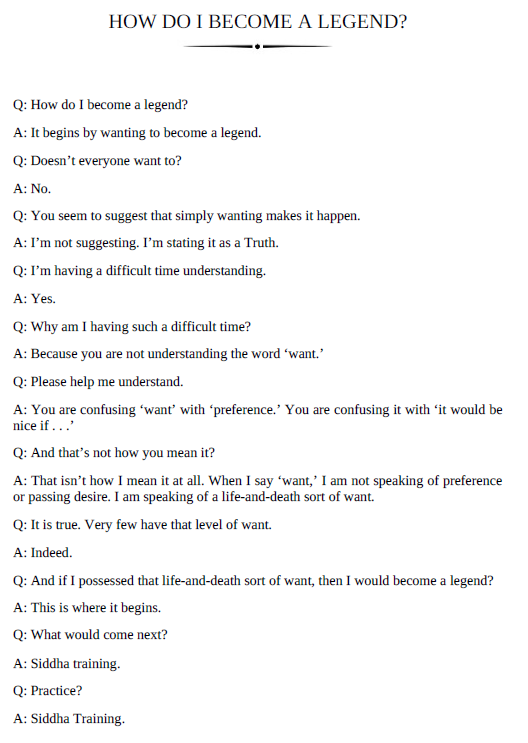 HOW DO I BECOME A LEGEND?
Q: How do I become a legend?
A: It begins by wanting to become a legend.
Q: Doesn’t everyone want to?
A: No.
Q: You seem to suggest that simply wanting makes it happen.
A: I’m not suggesting. I’m stating it as a Truth.
Q: I’m having a difficult time understanding.
A: Yes.
Q: Why am I having such a difficult time?
A: Because you are not understanding the word ‘want.’
Q: Please help me understand.
A: You are confusing ‘want’ with ‘preference.’ You are confusing it with ‘it would be
nice if . . .’
Q: And that’s not how you mean it?
A: That isn’t how I mean it at all. When I say ‘want,’ I am not speaking of preference
or passing desire. I am speaking of a life-and-death sort of want.
Q: It is true. Very few have that level of want.
A: Indeed.
Q: And if I possessed that life-and-death sort of want, then I would become a legend?
A: This is where it begins.
Q: What would come next?
A: Siddha training.
Q: Practice?
A: Siddha Training.